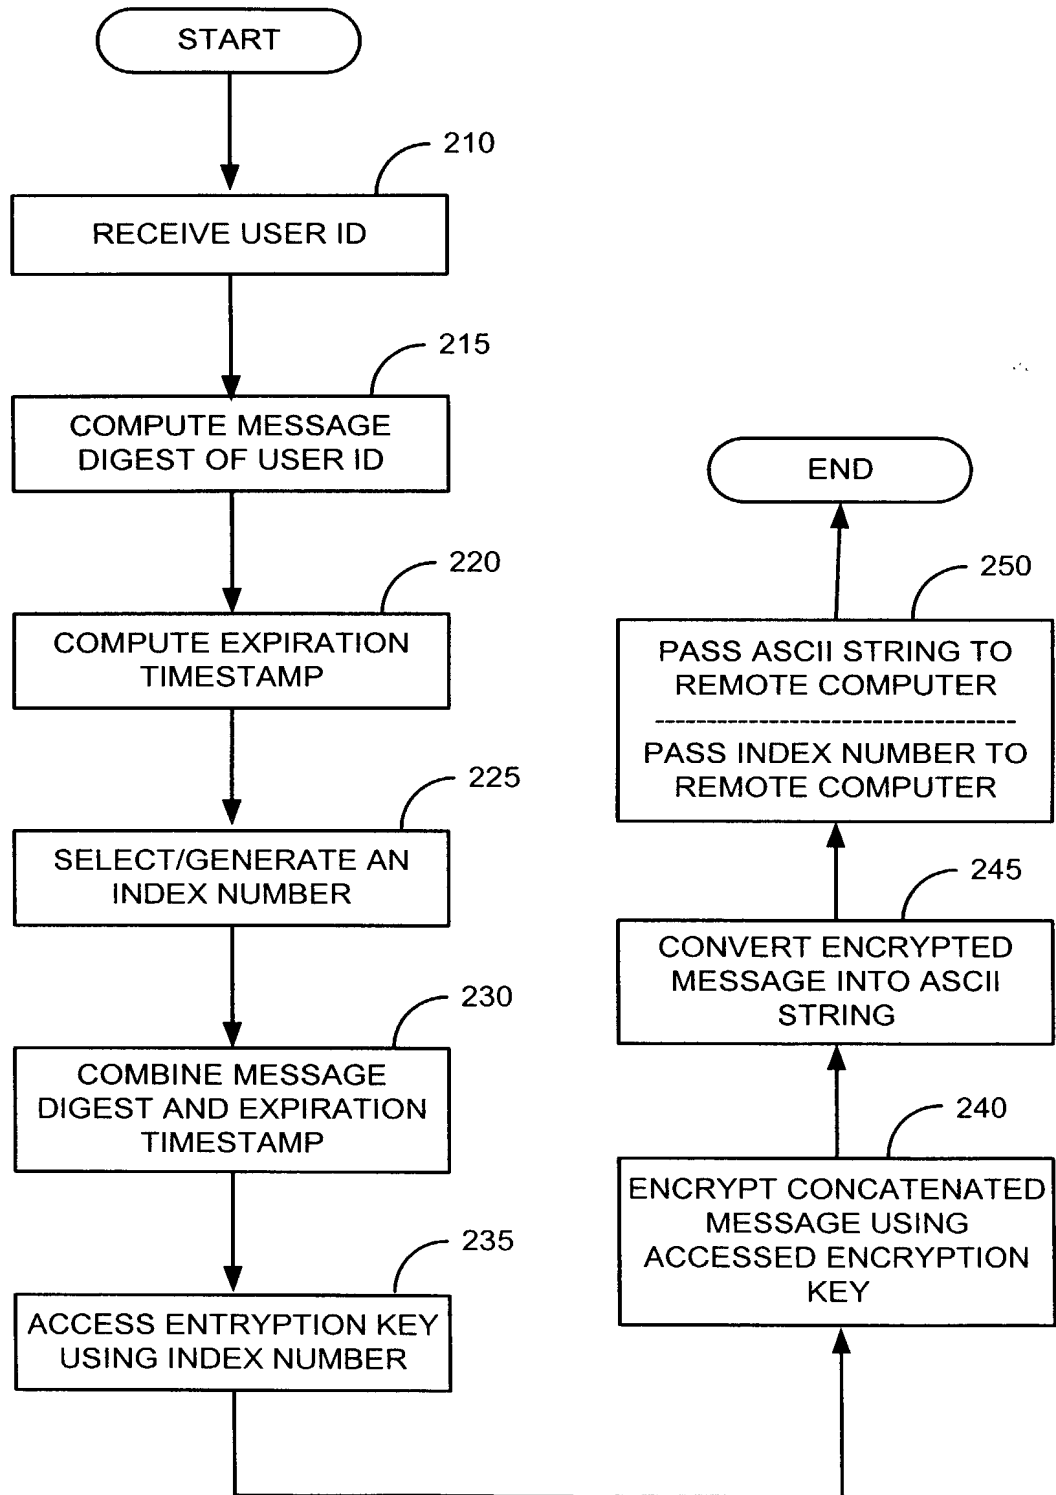 START
210
RECEIVE USER ID
215
COMPUTE MESSAGE
DIGEST OF USER ID
220
COMPUTE EXPIRATION
TIMESTAMP
225
SELECT/GENERATE AN
INDEX NUMBER
230
COMBINE MESSAGE
DIGEST AND EXPIRATION
TIMESTAMP
235
ACCESS ENTRYPTION KEY
USING INDEX NUMBER
240
ENCRYPT CONCATENATED
MESSAGE USING
ACCESSED ENCRYPTION
KEY
245
CONVERT ENCRYPTED
MESSAGE INTO ASCII
STRING
250
PASS ASCII STRING TO
REMOTE COMPUTER
PASS INDEX NUMBER TO
REMOTE COMPUTER
END